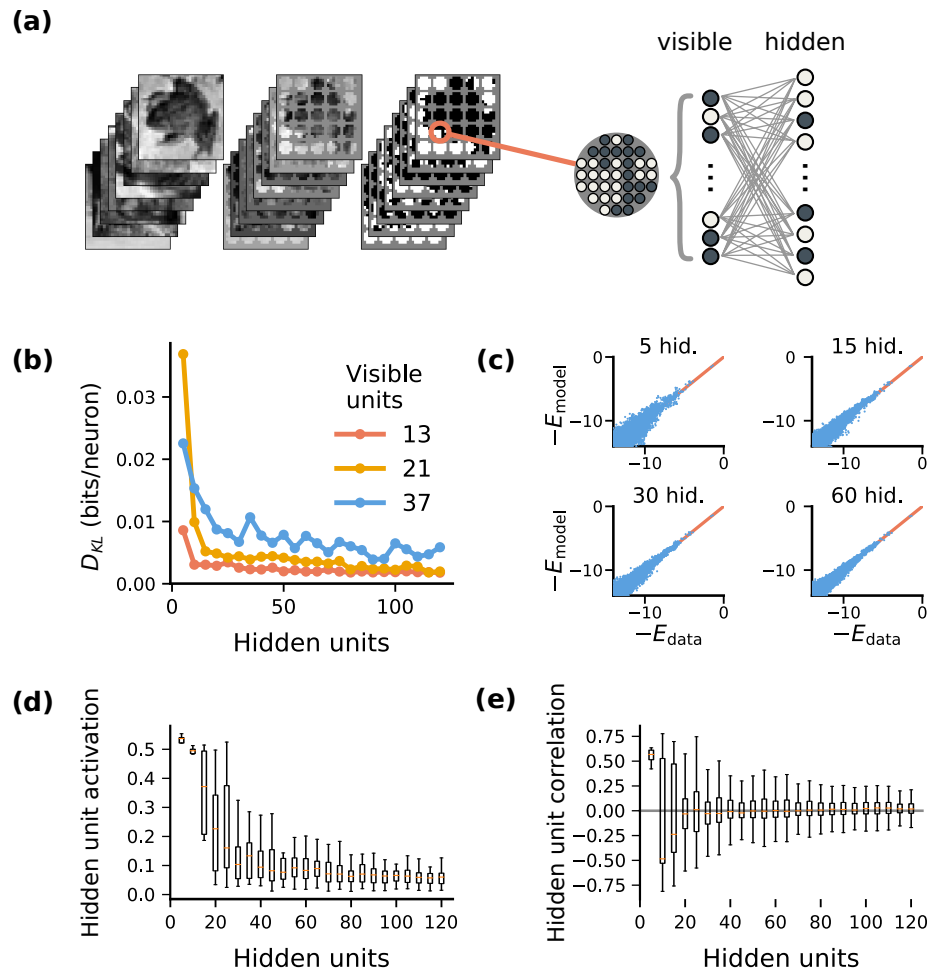 (a)
visible hidden
(b)
D_KL (bits/neuron)
0.03
0.02
0.01
0.00
0 50 100
Hidden units
Visible
units
13
21
37
(c)
5 hid.
15 hid.
30 hid.
60 hid.
−E_model
0
−10
−10 0
0
−10
−10 0
−E_model
0
−10
−10 0
−E_data
0
−10
−10 0
−E_data
(d)
Hidden unit activation
0.5
0.4
0.3
0.2
0.1
0.0
0 20 40 60 80 100 120
Hidden units
(e)
Hidden unit correlation
0.75
0.50
0.25
0.00
−0.25
−0.50
−0.75
0 20 40 60 80 100 120
Hidden units